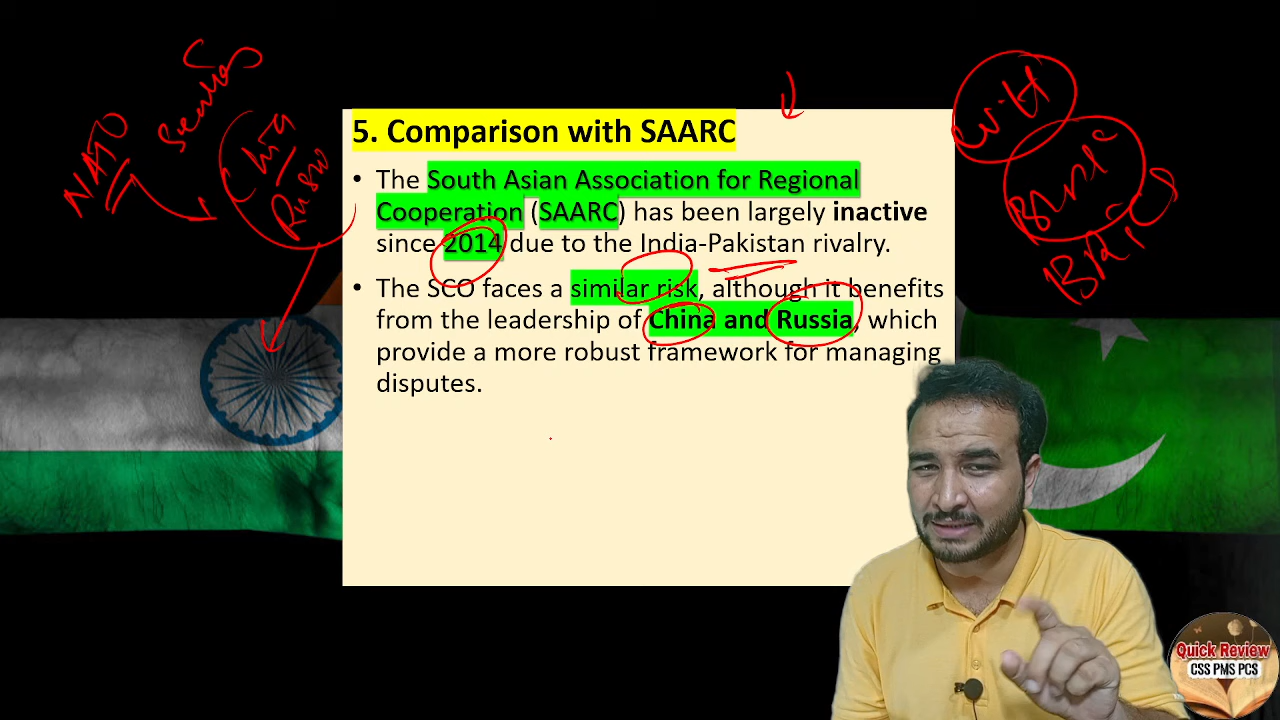 NATO
China
Russia
5. Comparison with SAARC
• The South Asian Association for Regional
Cooperation (SAARC) has been largely inactive
since 2014 due to the India-Pakistan rivalry.
• The SCO faces a similar risk, although it benefits
from the leadership of China and Russia, which
provide a more robust framework for managing
disputes.
Quick Review
CSS PMS PCS